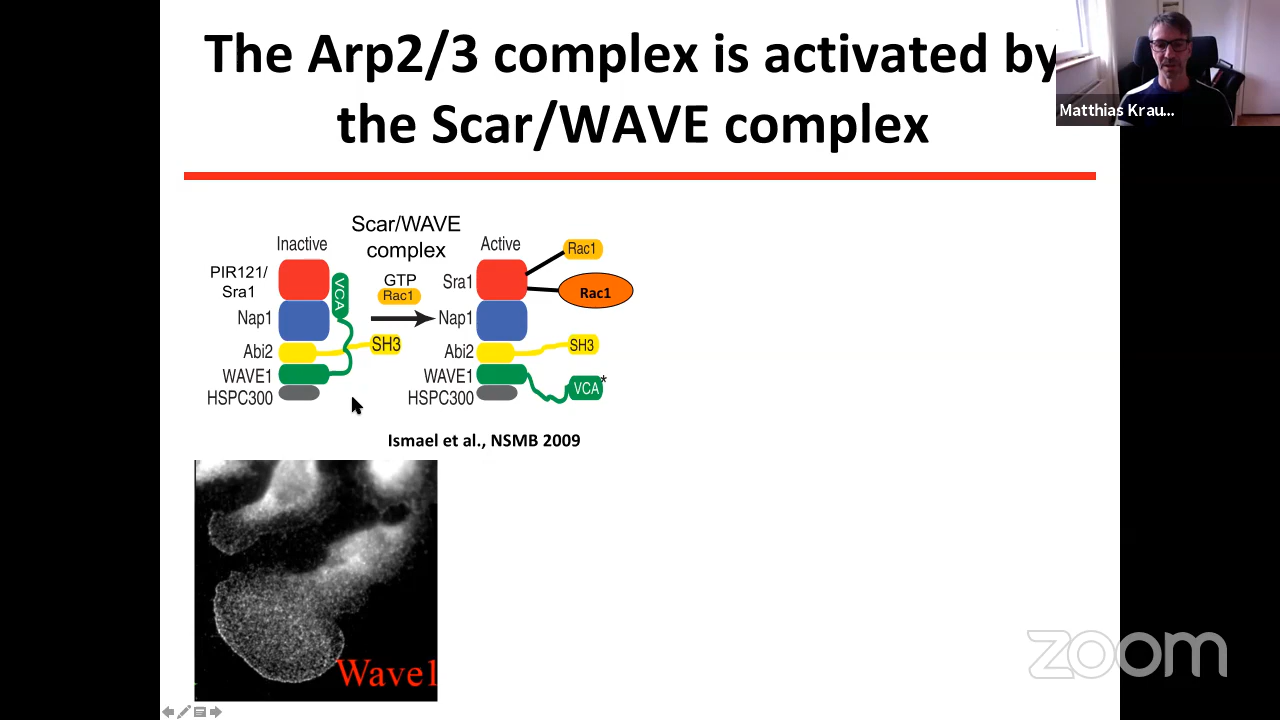 The Arp2/3 complex is activated by
the Scar/WAVE complex
Matthias Krau...
Scar/WAVE
complex
Inactive
Active
PIR121/
Sra1
VCA
GTP
Rac1
Sra1
Rac1
Rac1
Nap1
Nap1
Abi2
SH3
Abi2
SH3
WAVE1
WAVE1
VCA*
HSPC300
HSPC300
Ismael et al., NSMB 2009
Wave1
zoom